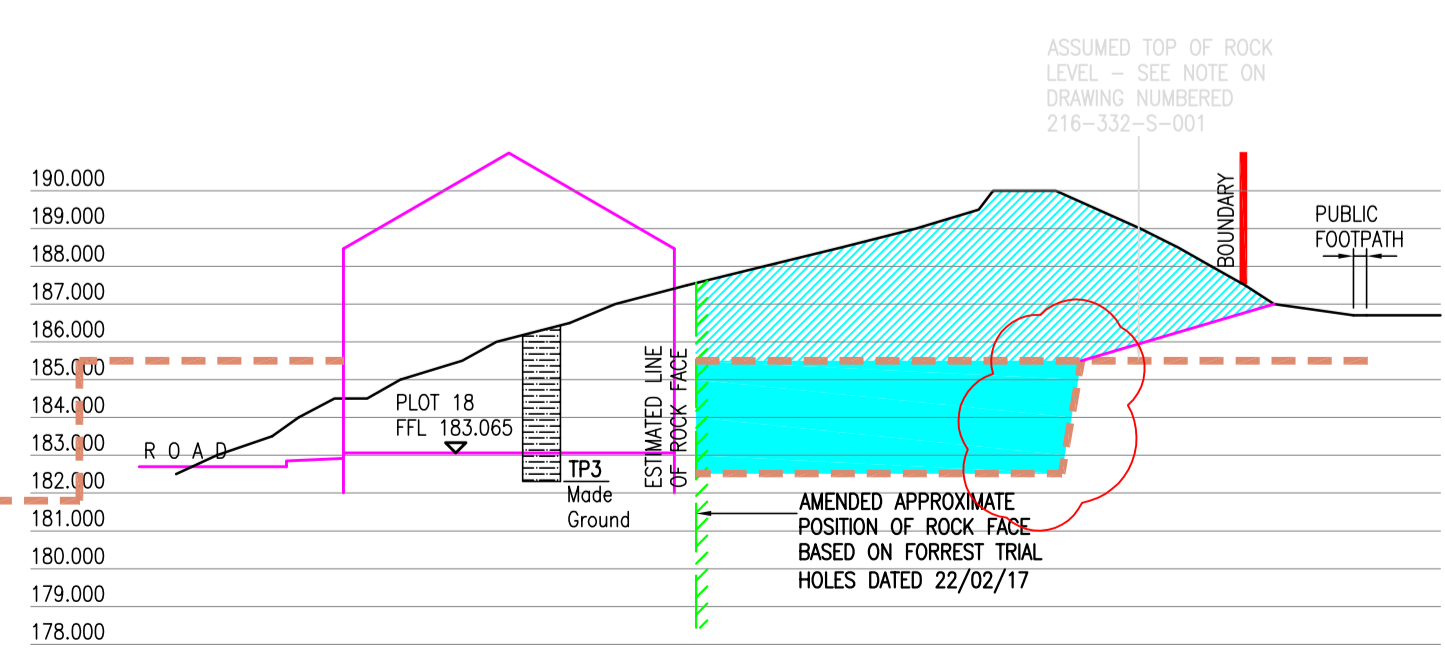 ASSUMED TOP OF ROCK
LEVEL – SEE NOTE ON
DRAWING NUMBERED
216-332-S-001
190.000
189.000
188.000
187.000
186.000
185.000
184.000
183.000
182.000
181.000
180.000
179.000
178.000
ROAD
PLOT 18
FFL 183.065
TP3
Made
Ground
ESTIMATED LINE
OF ROCK FACE
AMENDED APPROXIMATE
POSITION OF ROCK FACE
BASED ON FORREST TRIAL
HOLES DATED 22/02/17
BOUNDARY
PUBLIC
FOOTPATH